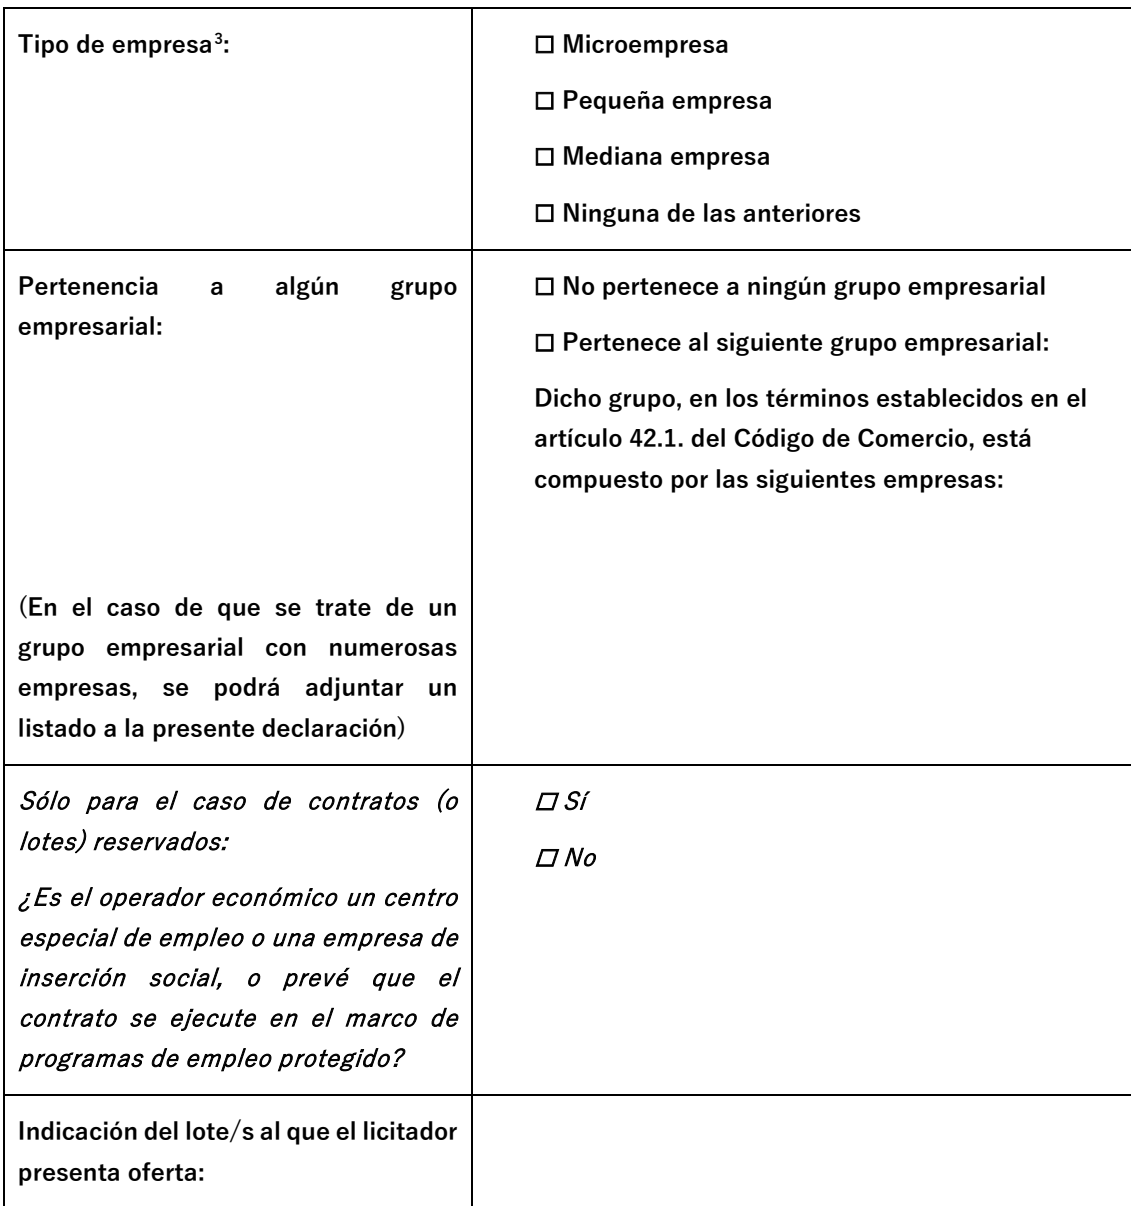 Tipo de empresa³:
☐ Microempresa
☐ Pequeña empresa
☐ Mediana empresa
☐ Ninguna de las anteriores
Pertenencia a algún grupo
empresarial:
(En el caso de que se trate de un
grupo empresarial con numerosas
empresas, se podrá adjuntar un
listado a la presente declaración)
☐ No pertenece a ningún grupo empresarial
☐ Pertenece al siguiente grupo empresarial:
Dicho grupo, en los términos establecidos en el
artículo 42.1. del Código de Comercio, está
compuesto por las siguientes empresas:
Sólo para el caso de contratos (o
lotes) reservados:
¿Es el operador económico un centro
especial de empleo o una empresa de
inserción social, o prevé que el
contrato se ejecute en el marco de
programas de empleo protegido?
☐ Sí
☐ No
Indicación del lote/s al que el licitador
presenta oferta: